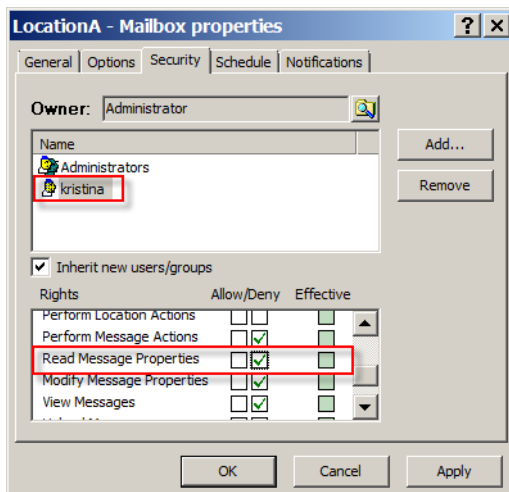 LocationA - Mailbox properties
General Options Security Schedule Notifications
Owner: Administrator
Name
Add...
Administrators
kristina
Remove
Inherit new users/groups
Rights Allow/Deny Effective
Perform Location Actions
Perform Message Actions
Read Message Properties
Modify Message Properties
View Messages
OK Cancel Apply